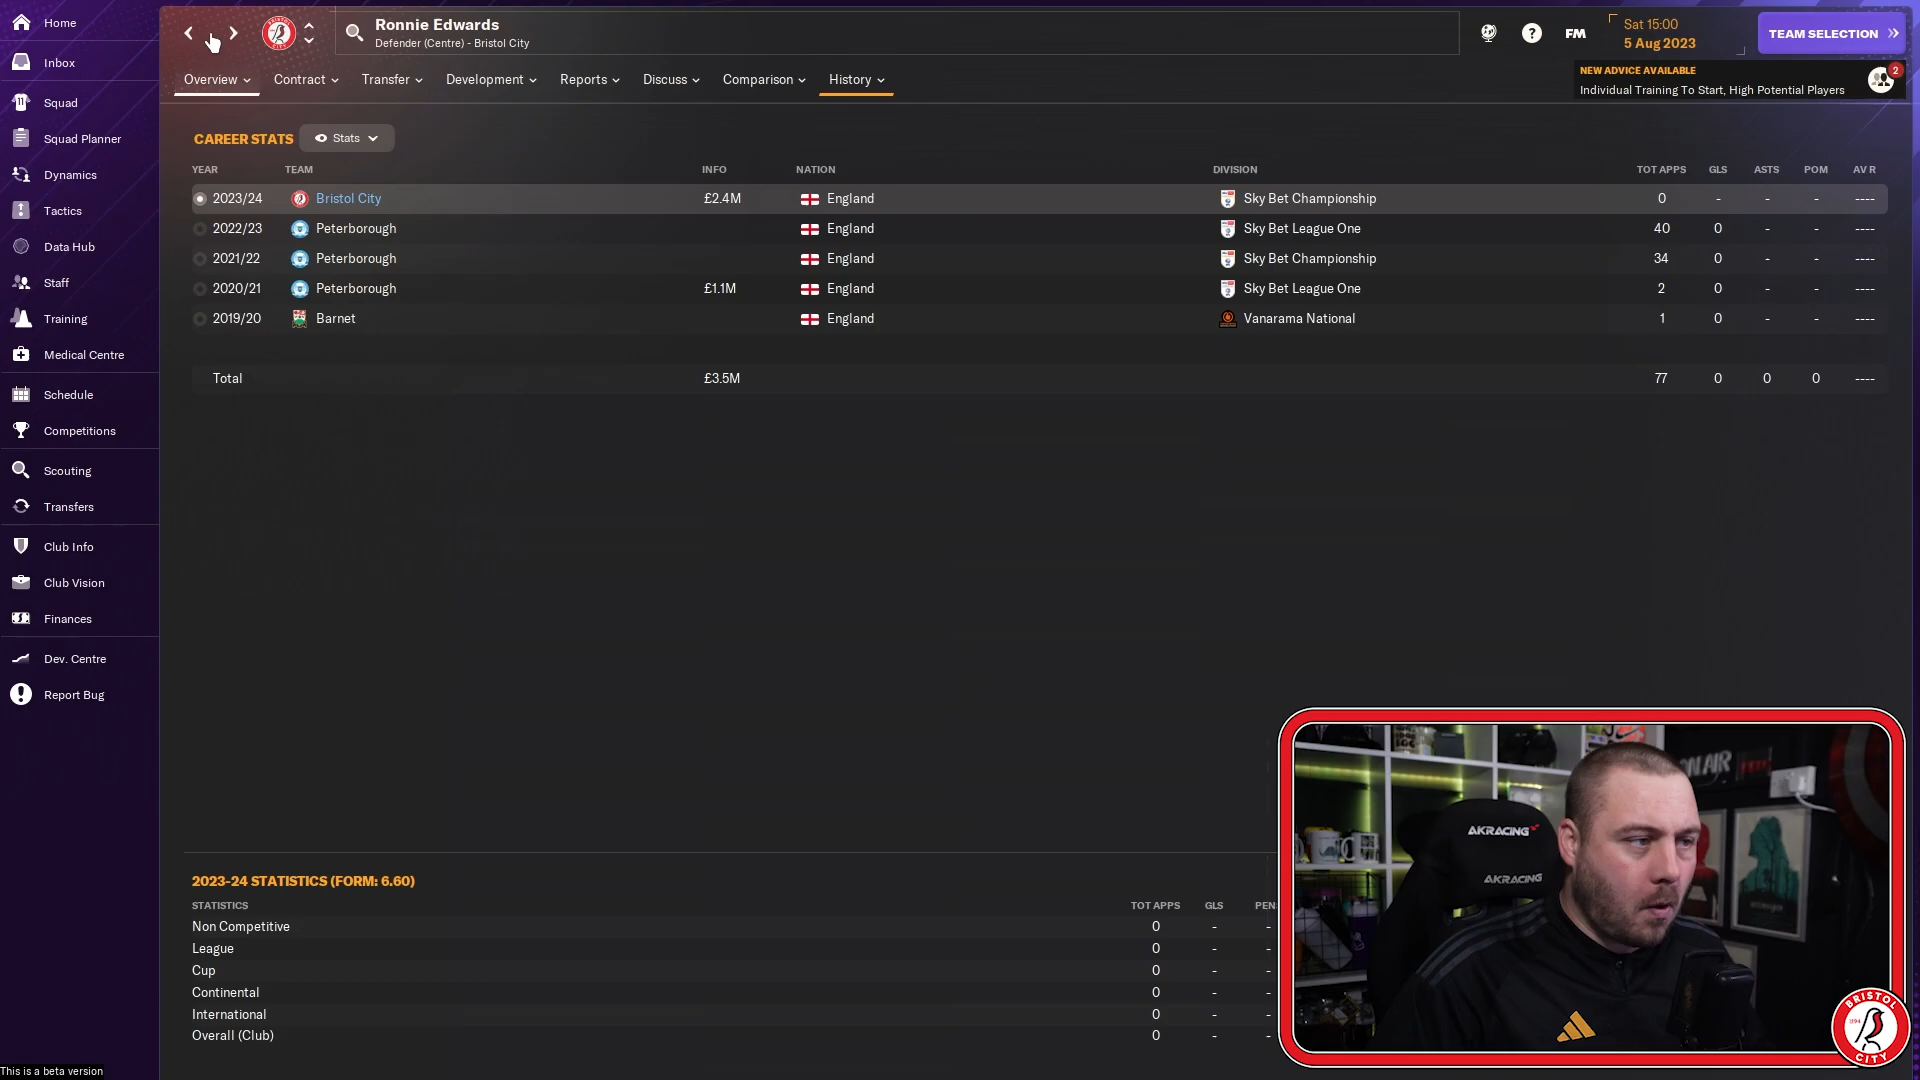 Home
Inbox
Squad
Squad Planner
Dynamics
Tactics
Data Hub
Staff
Training
Medical Centre
Schedule
Competitions
Scouting
Transfers
Club Info
Club Vision
Finances
Dev. Centre
Report Bug
This is a beta version
Ronnie Edwards
Defender (Centre) - Bristol City
FM
Sat 15:00
5 Aug 2023
TEAM SELECTION
Overview Contract Transfer Development Reports Discuss Comparison History
NEW ADVICE AVAILABLE
Individual Training To Start, High Potential Players
2
CAREER STATS Stats
YEAR TEAM INFO NATION DIVISION TOT APPS GLS ASTS POM AV R
2023/24 Bristol City £2.4M England Sky Bet Championship 0 - - - ----
2022/23 Peterborough England Sky Bet League One 40 0 - - ----
2021/22 Peterborough England Sky Bet Championship 34 0 - - ----
2020/21 Peterborough £1.1M England Sky Bet League One 2 0 - - ----
2019/20 Barnet England Vanarama National 1 0 - - ----
Total £3.5M 77 0 0 0 ----
2023-24 STATISTICS (FORM: 6.60)
STATISTICS TOT APPS GLS PENS
Non Competitive 0 - -
League 0 - -
Cup 0 - -
Continental 0 - -
International 0 - -
Overall (Club) 0 - -
ON AIR
AKRACING
AKRACING
BRISTOL
1894
CITY